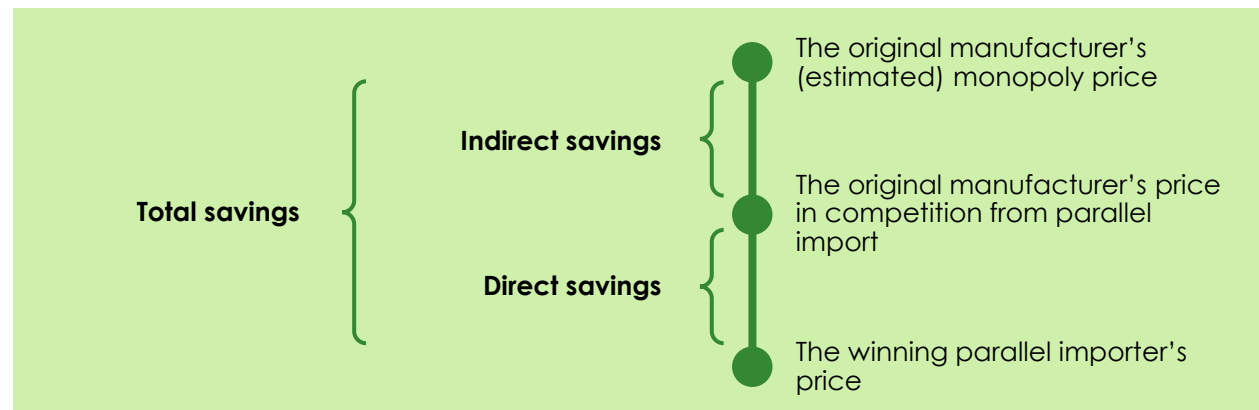 The original manufacturer’s
(estimated) monopoly price
Indirect savings
Total savings
The original manufacturer’s price
in competition from parallel
import
Direct savings
The winning parallel importer’s
price